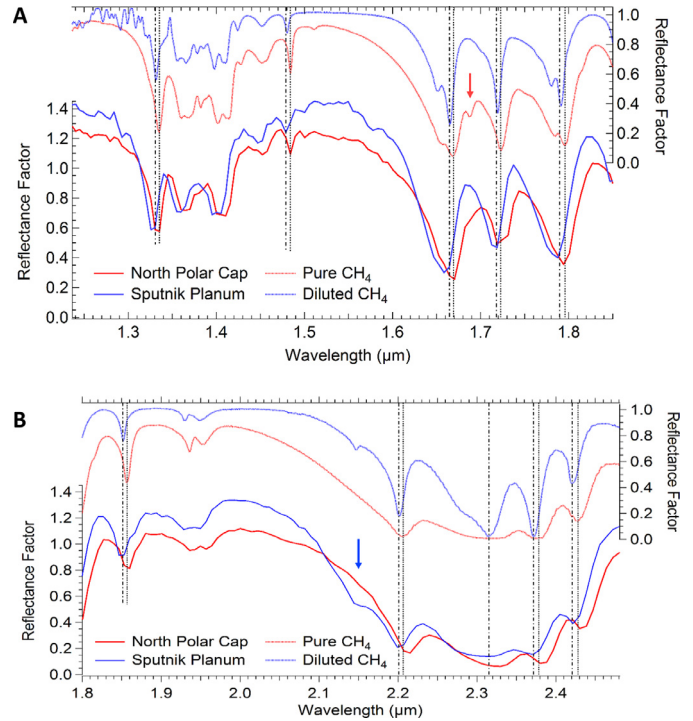 A
1.4
1.2
1.0
0.8
0.6
0.4
0.2
0.0
Reflectance Factor
1.0
0.8
0.6
0.4
0.2
0.0
Reflectance Factor
North Polar Cap
Pure CH₄
Sputnik Planum
Diluted CH₄
1.3 1.4 1.5 1.6 1.7 1.8
Wavelength (μm)
B
1.4
1.2
1.0
0.8
0.6
0.4
0.2
0.0
Reflectance Factor
1.0
0.8
0.6
0.4
0.2
0.0
Reflectance Factor
North Polar Cap
Pure CH₄
Sputnik Planum
Diluted CH₄
1.8 1.9 2.0 2.1 2.2 2.3 2.4
Wavelength (μm)